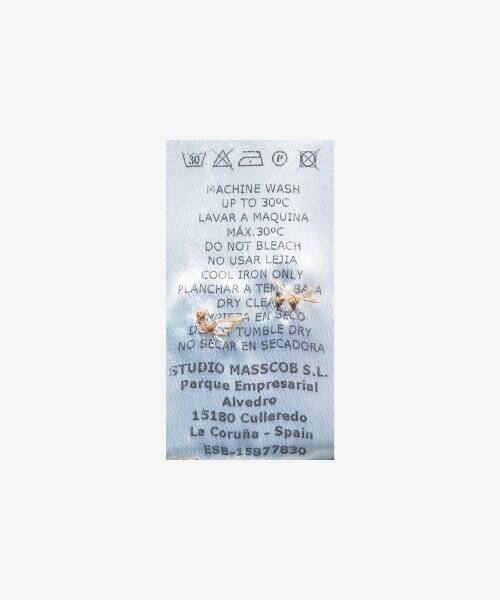 30 P
MACHINE WASH
UP TO 30ºC
LAVAR A MAQUINA
MÁX.30ºC
DO NOT BLEACH
NO USAR LEJIA
COOL IRON ONLY
PLANCHAR A BAJA
DRY CLEAN
EN SECO
TUMBLE DRY
NO SECAR EN SECADORA
STUDIO MASSCOB S.L.
Parque Empresarial
Alvedro
15180 Culleredo
La Coruña - Spain
ESB-15877830